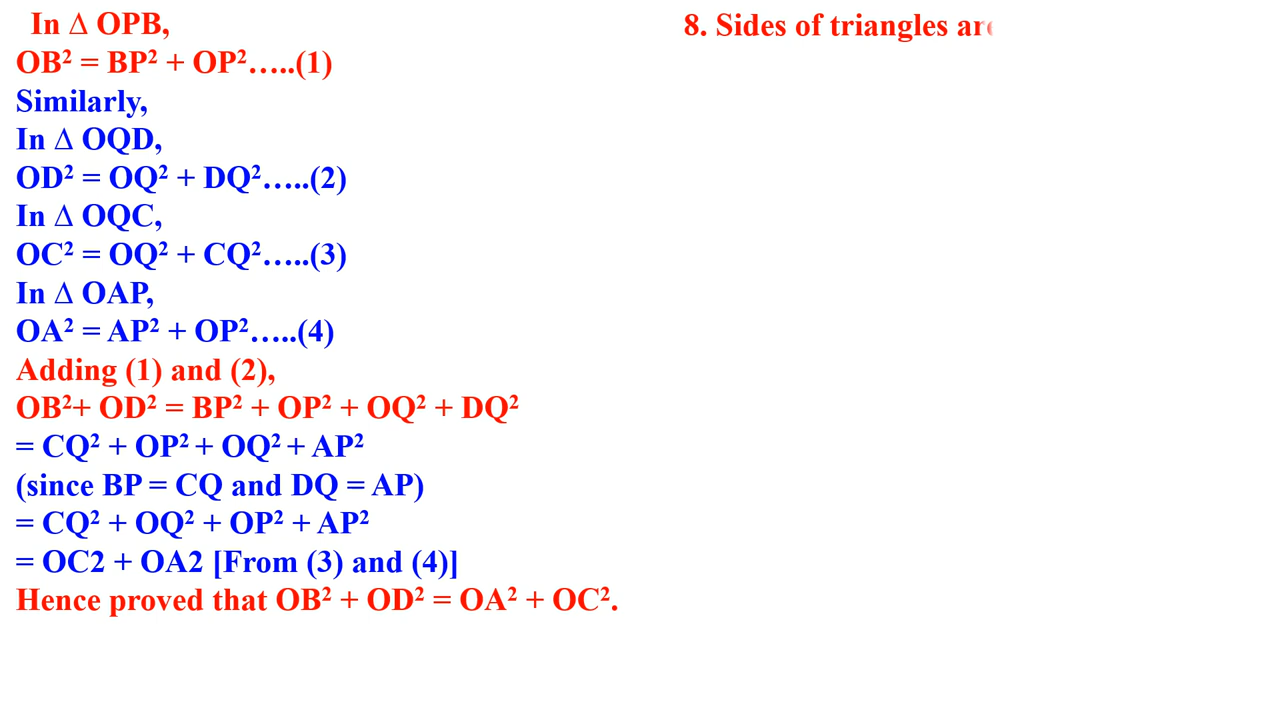 In ∆ OPB,
OB² = BP² + OP²…..(1)
Similarly,
In ∆ OQD,
OD² = OQ² + DQ²…..(2)
In ∆ OQC,
OC² = OQ² + CQ²…..(3)
In ∆ OAP,
OA² = AP² + OP²…..(4)
Adding (1) and (2),
OB²+ OD² = BP² + OP² + OQ² + DQ²
= CQ² + OP² + OQ² + AP²
(since BP = CQ and DQ = AP)
= CQ² + OQ² + OP² + AP²
= OC2 + OA2 [From (3) and (4)]
Hence proved that OB² + OD² = OA² + OC².
8. Sides of triangles are